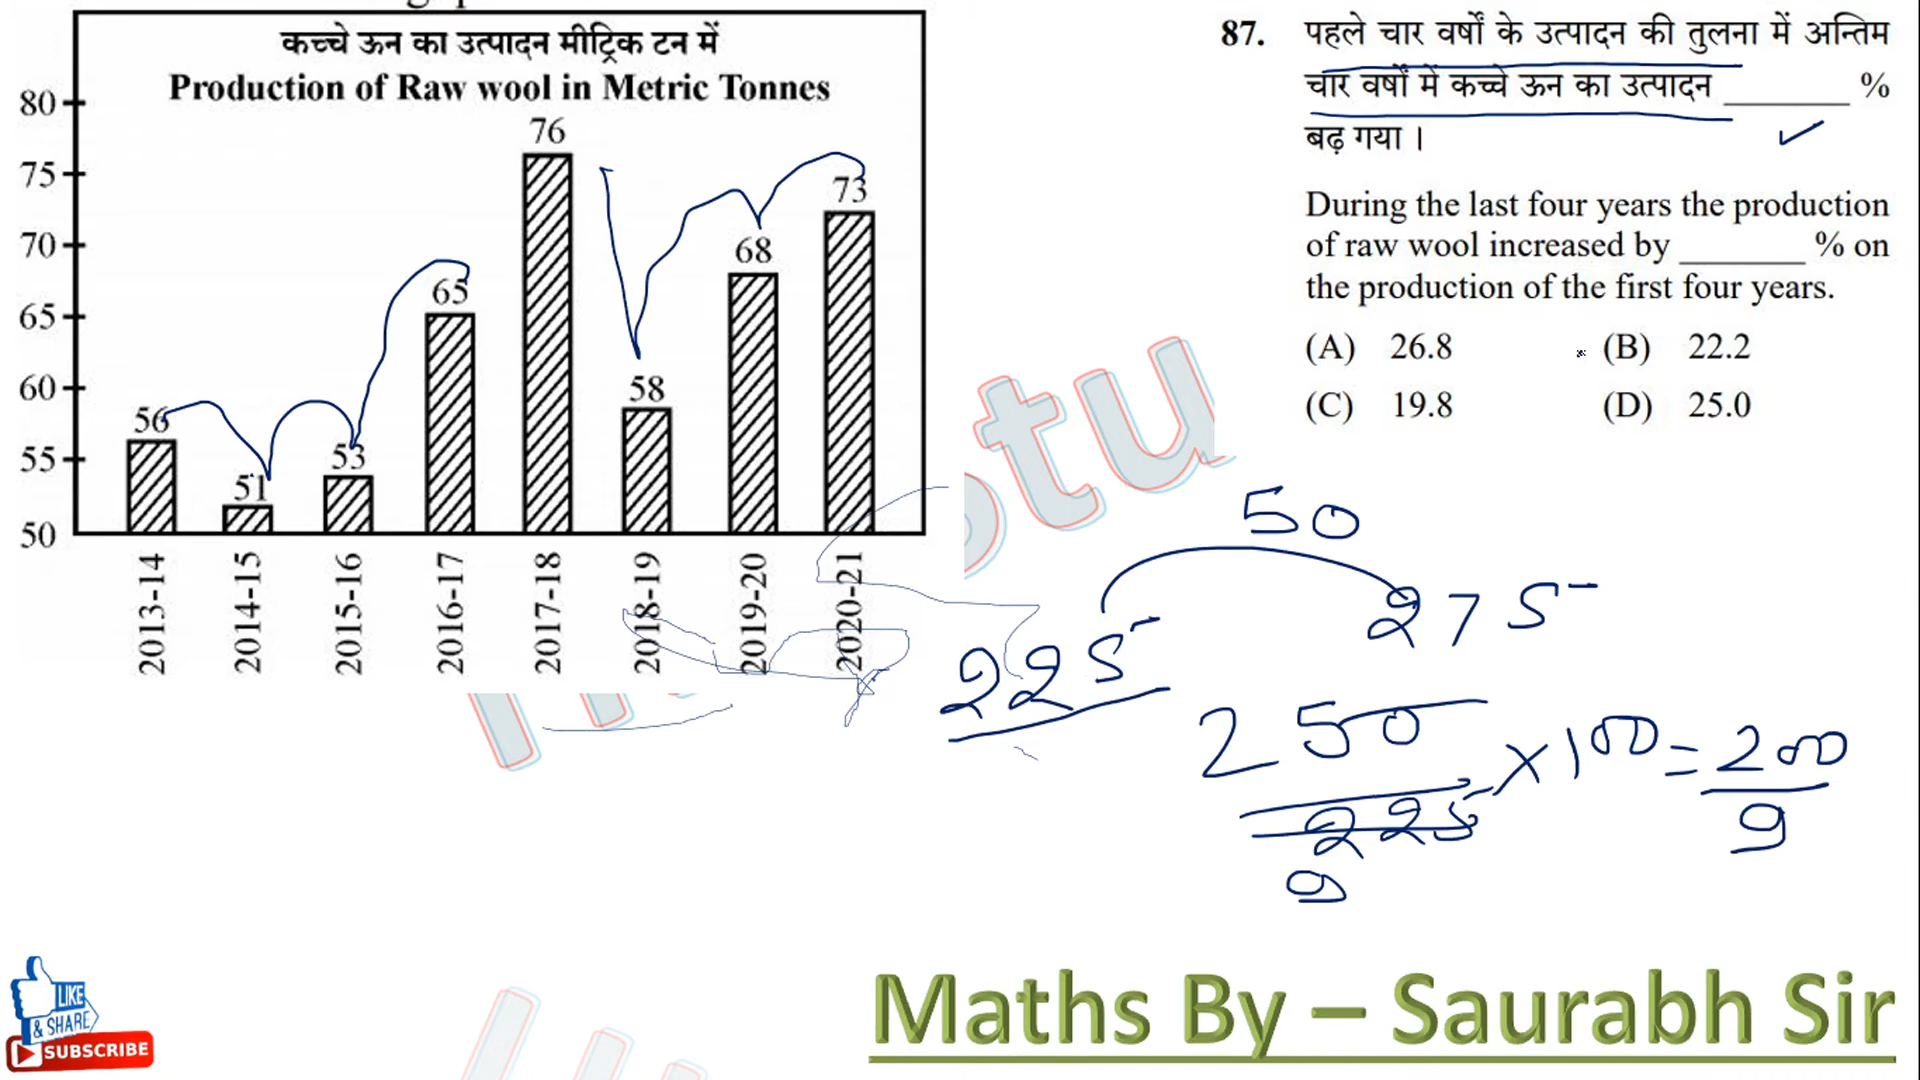 कच्चे ऊन का उत्पादन मीट्रिक टन में
Production of Raw wool in Metric Tonnes
80
75
70
65
60
55
50
56
51
53
65
76
58
68
73
2013-14
2014-15
2015-16
2016-17
2017-18
2018-19
2019-20
2020-21
87. पहले चार वर्षों के उत्पादन की तुलना में अन्तिम
चार वर्षों में कच्चे ऊन का उत्पादन ________ %
बढ़ गया ।
During the last four years the production
of raw wool increased by ________ % on
the production of the first four years.
(A) 26.8 (B) 22.2
(C) 19.8 (D) 25.0
stu
50
225
275
250
225
9
×100=
200
9
LIKE
& SHARE
SUBSCRIBE
Maths By – Saurabh Sir